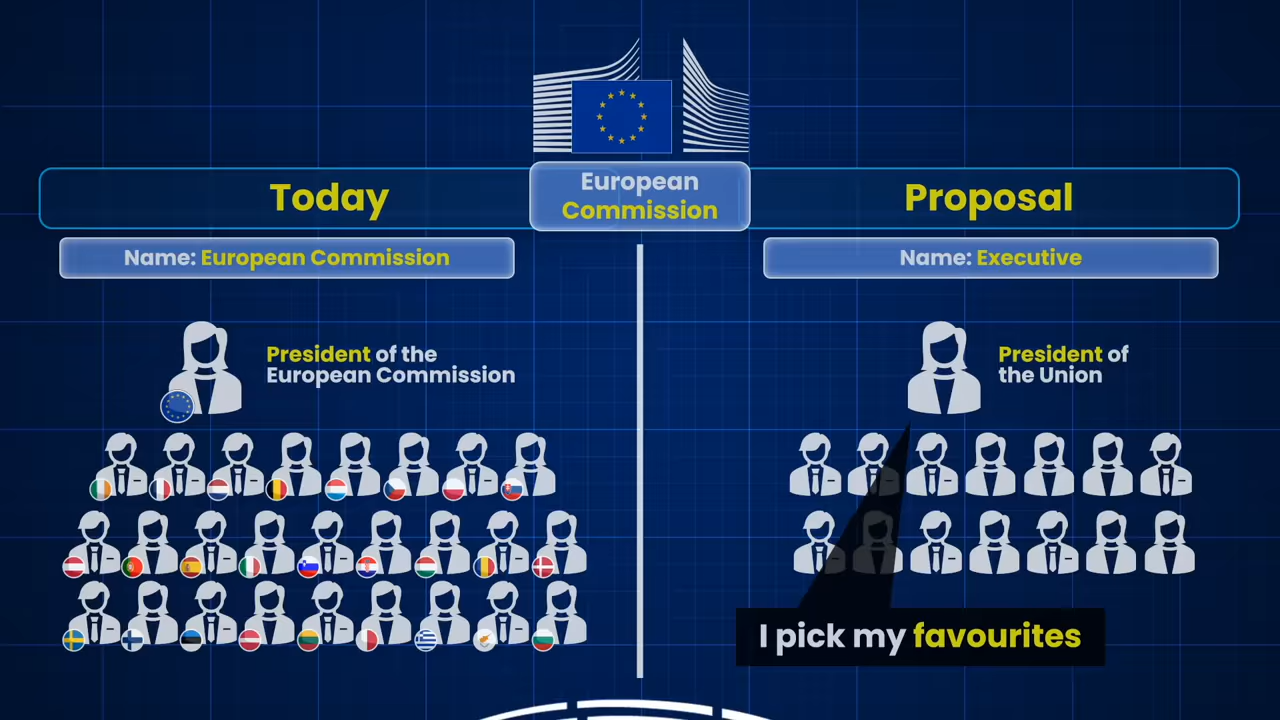 European
Commission
Today
Proposal
Name: European Commission
Name: Executive
President of the
European Commission
President of
the Union
I pick my favourites